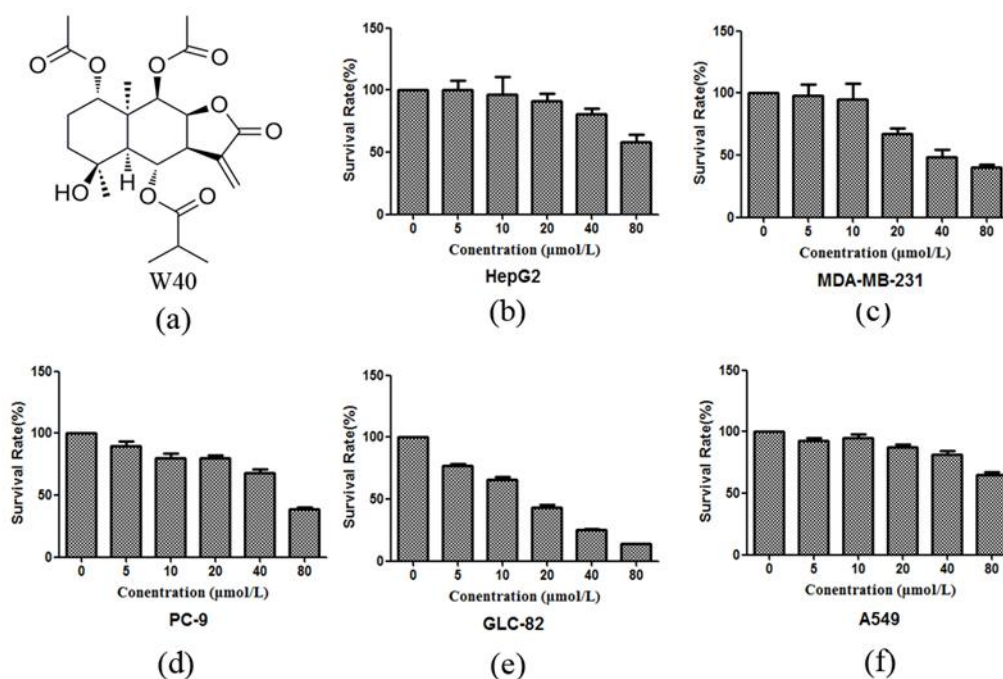 O
O
O
O
O
O
H
HO
O
O
O
W40
(a)
150
100
50
0
Survival Rate(%)
0 5 10 20 40 80
Conentration (µmol/L)
HepG2
(b)
150
100
50
0
Survival Rate(%)
0 5 10 20 40 80
Conentration (µmol/L)
MDA-MB-231
(c)
150
100
50
0
Survival Rate(%)
0 5 10 20 40 80
Conentration (µmol/L)
PC-9
(d)
150
100
50
0
Survival Rate(%)
0 5 10 20 40 80
Conentration (µmol/L)
GLC-82
(e)
150
100
50
0
Survival Rate(%)
0 5 10 20 40 80
Conentration (µmol/L)
A549
(f)